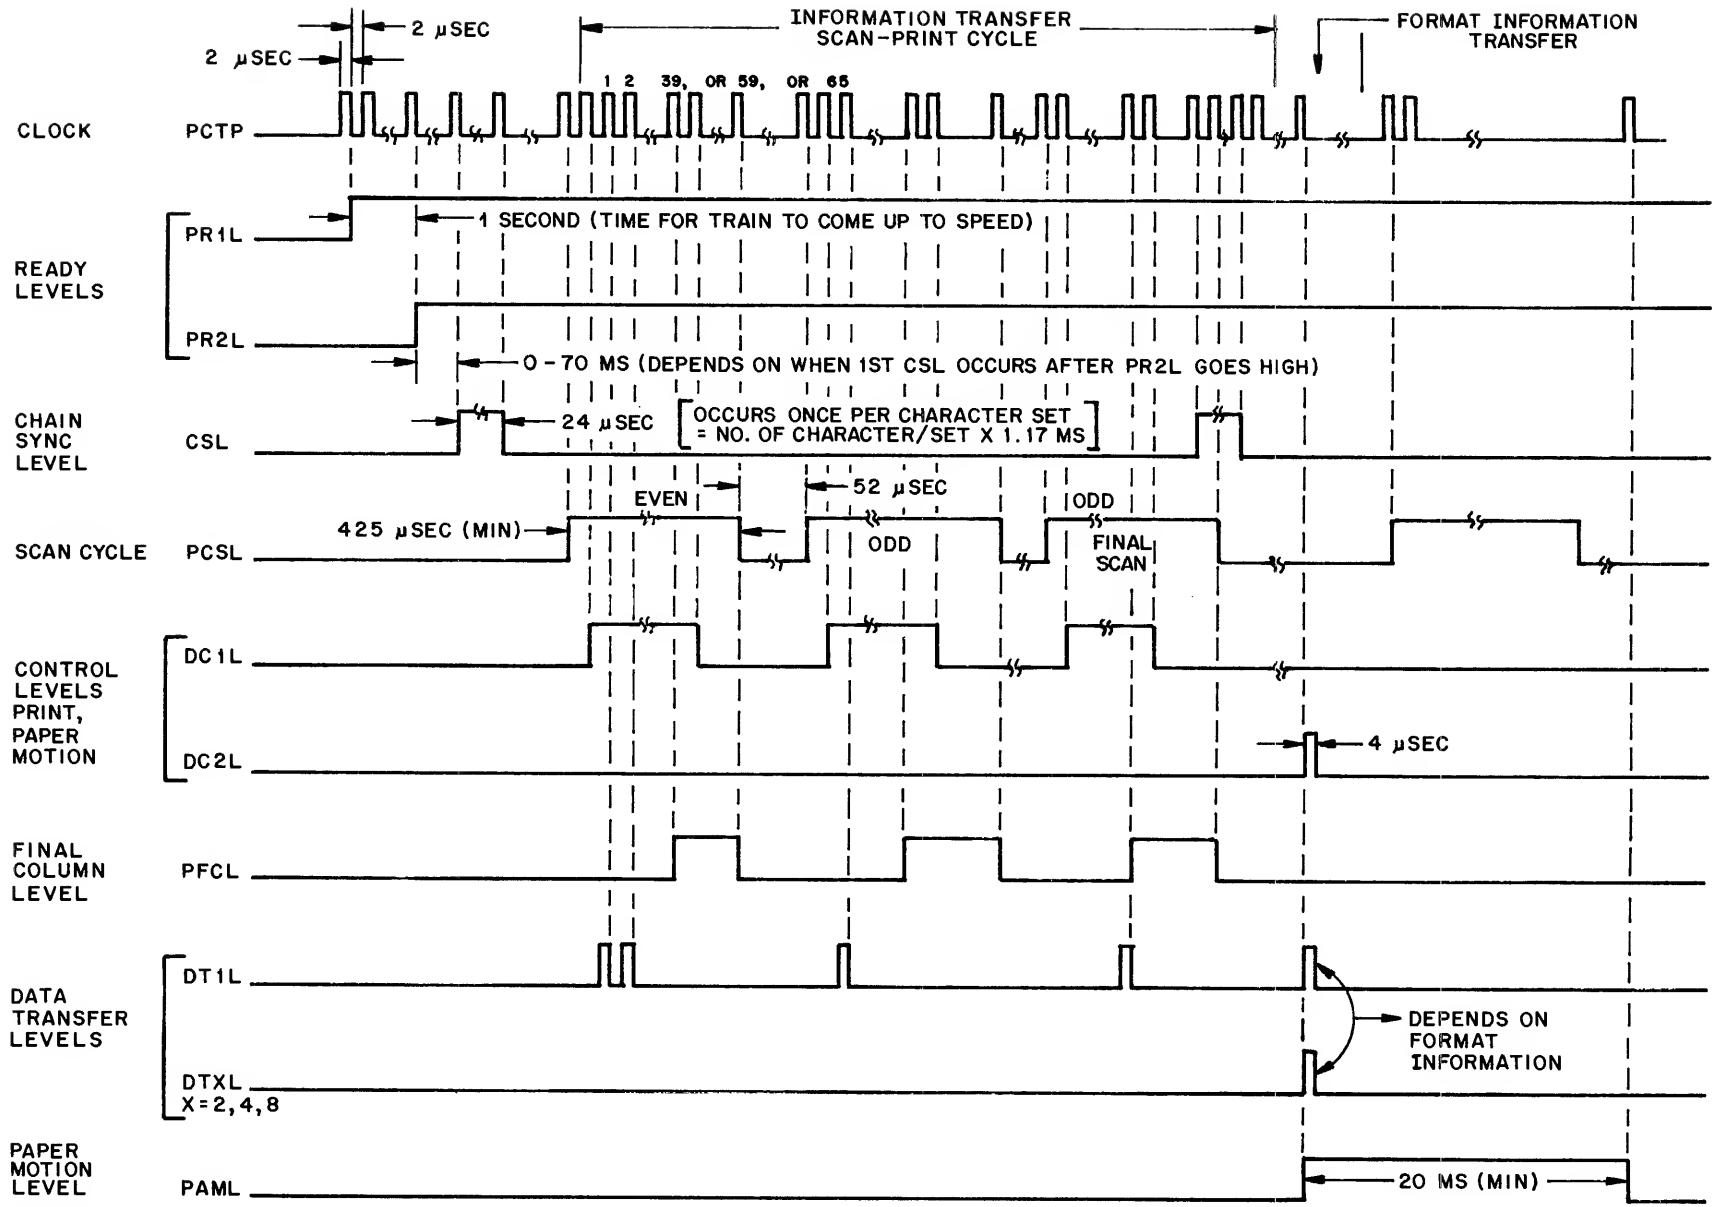 INFORMATION TRANSFER
SCAN-PRINT CYCLE
FORMAT INFORMATION
TRANSFER
2 µSEC
2 µSEC
1 2 39, OR 59, OR 65
CLOCK PCTP
READY
LEVELS
PR1L
1 SECOND (TIME FOR TRAIN TO COME UP TO SPEED)
PR2L
0-70 MS (DEPENDS ON WHEN 1ST CSL OCCURS AFTER PR2L GOES HIGH)
CHAIN
SYNC
LEVEL
CSL
24 µSEC
OCCURS ONCE PER CHARACTER SET
= NO. OF CHARACTER/SET X 1.17 MS
SCAN CYCLE PCSL
425 µSEC (MIN)
EVEN
52 µSEC
ODD
ODD
FINAL
SCAN
CONTROL
LEVELS
PRINT,
PAPER
MOTION
DC1L
DC2L
4 µSEC
FINAL
COLUMN
LEVEL
PFCL
DATA
TRANSFER
LEVELS
DT1L
DTXL
X=2,4,8
DEPENDS ON
FORMAT
INFORMATION
PAPER
MOTION
LEVEL
PAML
20 MS (MIN)